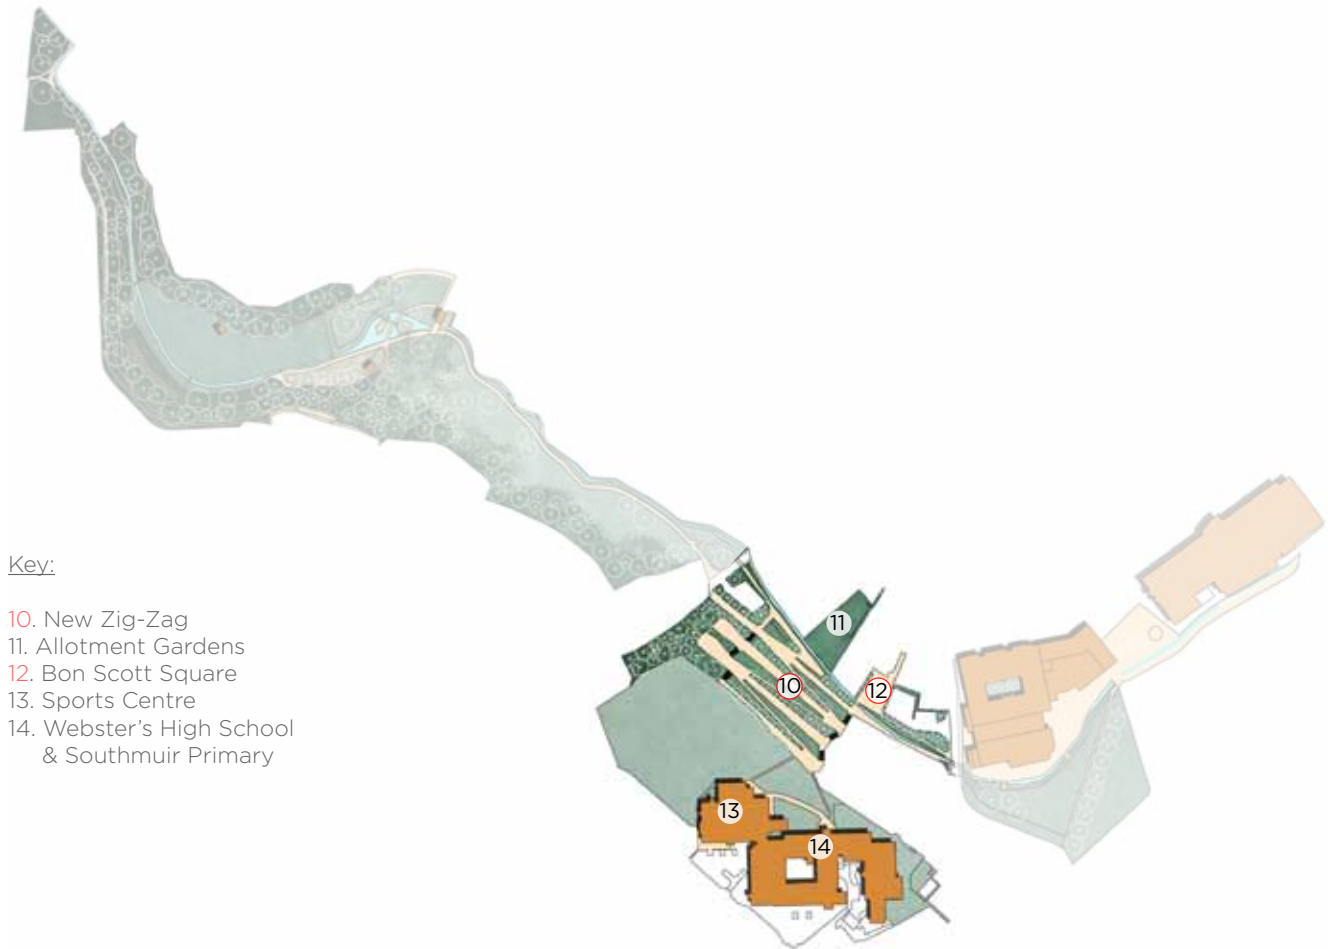 Key:
10. New Zig-Zag
11. Allotment Gardens
12. Bon Scott Square
13. Sports Centre
14. Webster's High School
& Southmuir Primary
11
10
12
13
14